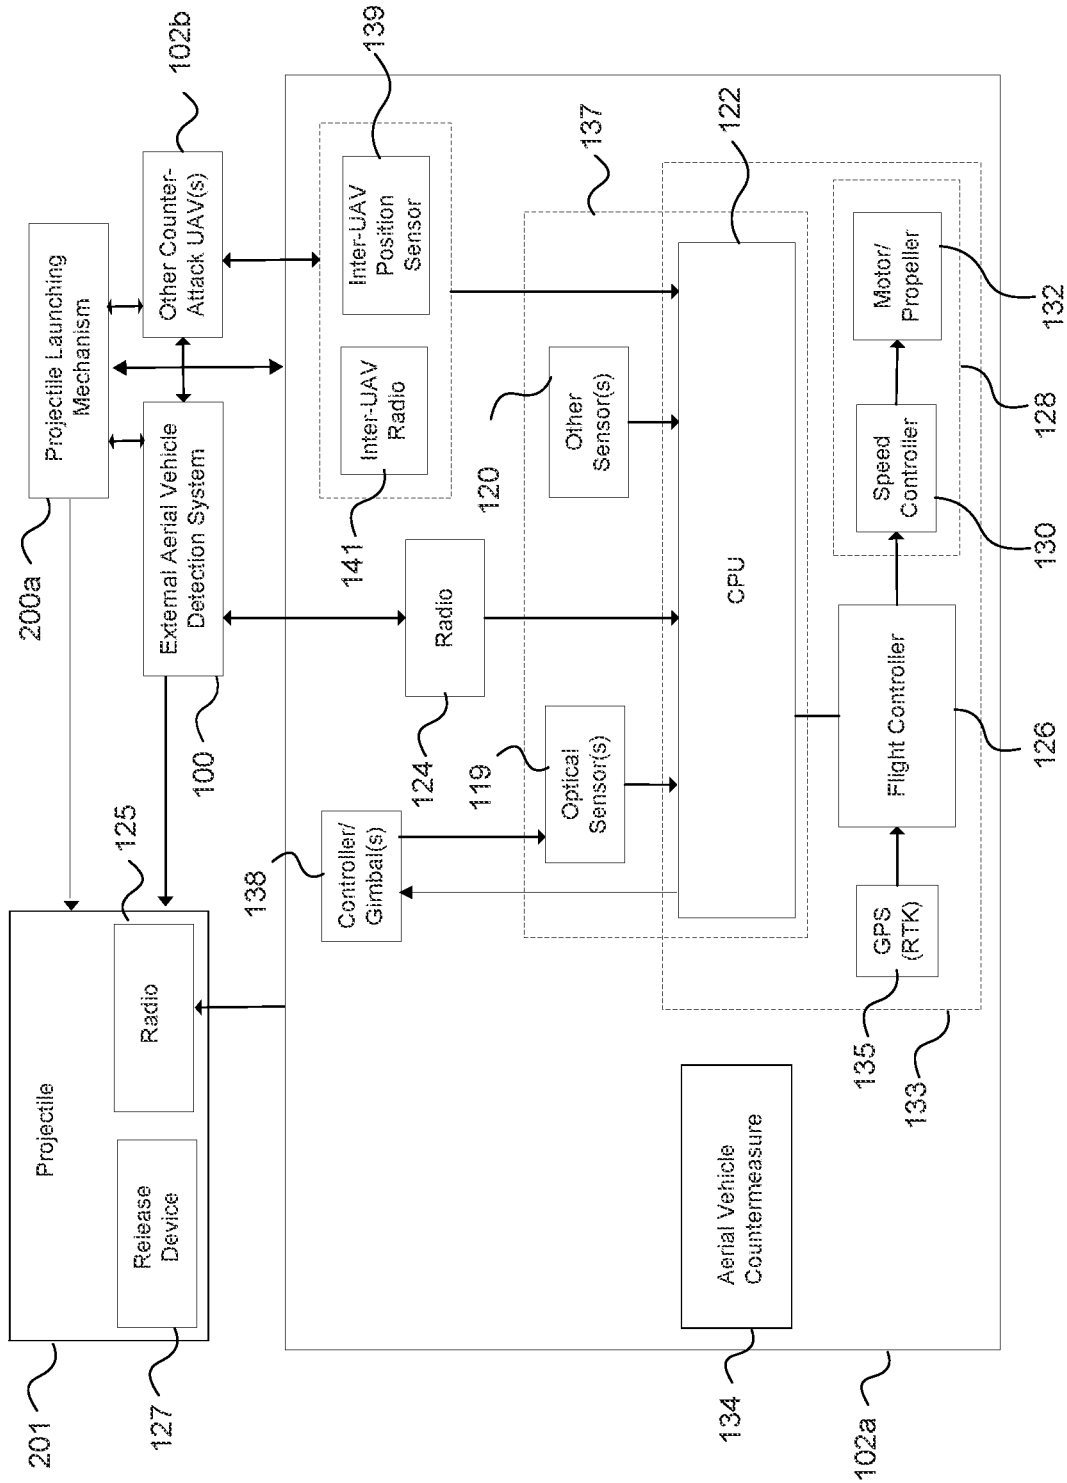 201
Projectile
200a
Projectile Launching
Mechanism
127
Release
Device
Radio
125
100
External Aerial Vehicle
Detection System
Other Counter-
Attack UAV(s)
102b
138
Controller/
Gimbal(s)
141
Inter-UAV
Radio
Inter-UAV
Position
Sensor
139
124
Radio
119
Optical
Sensor(s)
120
Other
Sensor(s)
137
134
Aerial Vehicle
Countermeasure
CPU
122
102a
133
135
GPS
(RTK)
Flight Controller
126
Speed
Controller
130
Motor/
Propeller
128
132